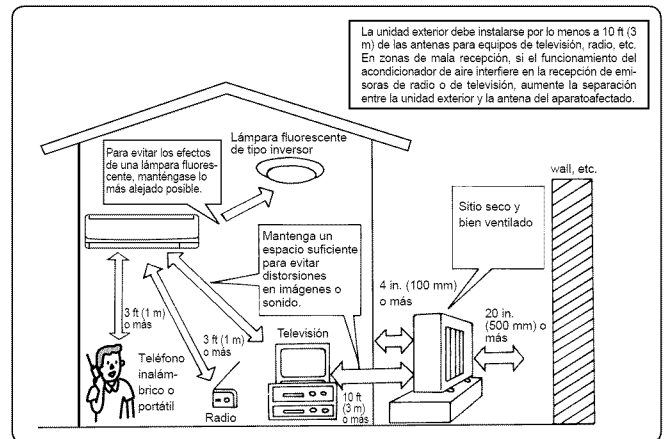 La unidad exterior debe instalarse por lo menos a 10 ft (3
m) de las antenas para equipos de televisión, radio, etc.
En zonas de mala recepción, si el funcionamiento del
acondicionador de aire interfiere en la recepción de emi-
soras de radio o de televisión, aumente la separación
entre la unidad exterior y la antena del aparatoafectado.
Lámpara fluorescente
de tipo inversor
Para evitar los efectos
de una lámpara fluores-
cente, manténgase lo
más alejado posible.
wall, etc.
Sitio seco y
bien ventilado
Mantenga un
espacio suficiente
para evitar
distorsiones
en imágenes o
sonido.
4 in. (100 mm)
o más
20 in.
(500 mm) o
más
3 ft (1 m)
o más
3 ft (1 m)
o más
Televisión
Teléfono
inalám-
brico o
portátil
Radio
10 ft
(3 m)
o más